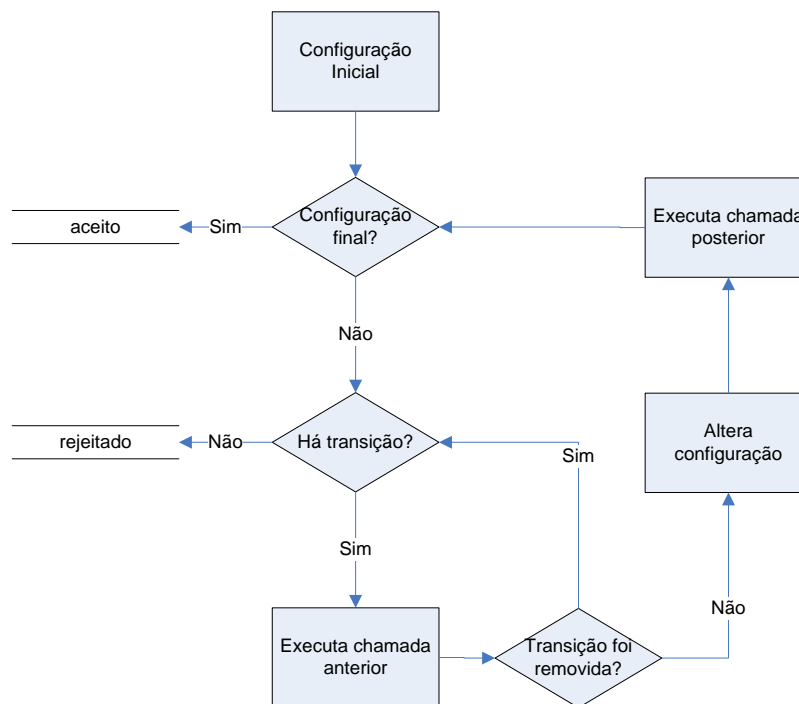 Configuração
Inicial
Configuração
final?
Sim
aceito
Executa chamada
posterior
Não
Há transição?
Não
rejeitado
Sim
Altera
configuração
Sim
Não
Executa chamada
anterior
Transição foi
removida?